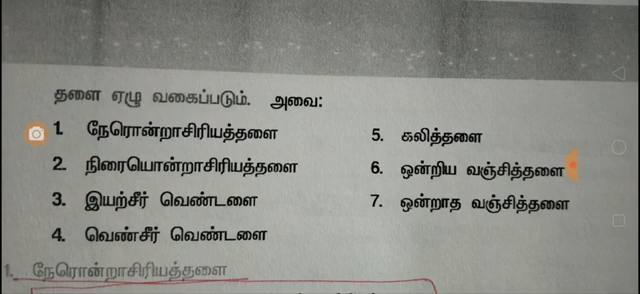 தளை ஏழு வகைப்படும். அவை:
1. நேரொன்றாசிரியத்தளை
2. நிரையொன்றாசிரியத்தளை
3. இயற்சீர் வெண்டளை
4. வெண்சீர் வெண்டளை
5. கலித்தளை
6. ஒன்றிய வஞ்சித்தளை
7. ஒன்றாத வஞ்சித்தளை
1. நேரொன்றாசிரியத்தளை